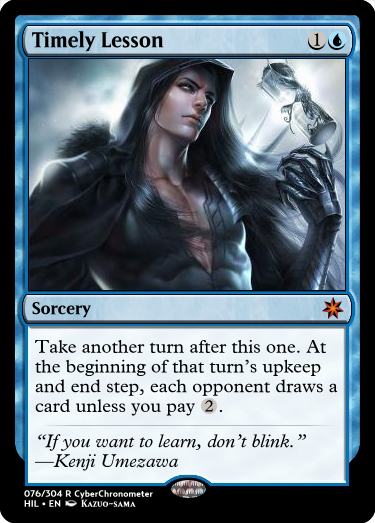 Timely Lesson 1
Sorcery
Take another turn after this one. At
the beginning of that turn's upkeep
and end step, each opponent draws a
card unless you pay 2.
“If you want to learn, don’t blink.”
—Kenji Umezawa
076/304 R CyberChronometer
HIL • EN Kazuo-sama